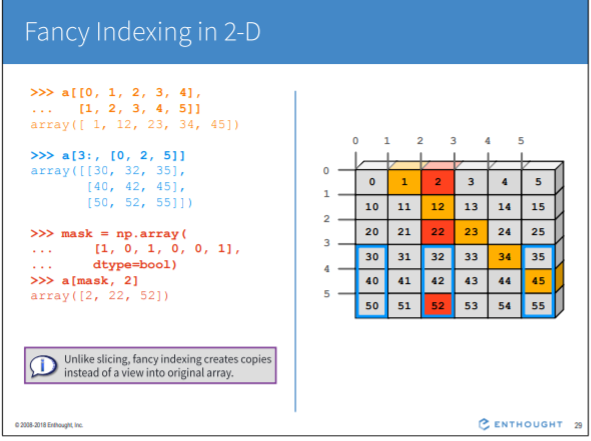 Fancy Indexing in 2-D
>>> a[[0, 1, 2, 3, 4],
... [1, 2, 3, 4, 5]]
array([ 1, 12, 23, 34, 45])
>>> a[3:, [0, 2, 5]]
array([[30, 32, 35],
[40, 42, 45],
[50, 52, 55]])
>>> mask = np.array(
... [1, 0, 1, 0, 0, 1],
... dtype=bool)
>>> a[mask, 2]
array([2, 22, 52])
i
Unlike slicing, fancy indexing creates copies
instead of a view into original array.
0 1 2 3 4 5
0
0 1 2 3 4 5
1
10 11 12 13 14 15
2
20 21 22 23 24 25
3
30 31 32 33 34 35
4
40 41 42 43 44 45
5
50 51 52 53 54 55
© 2008-2018 Enthought, Inc.
ENTHOUGHT 29